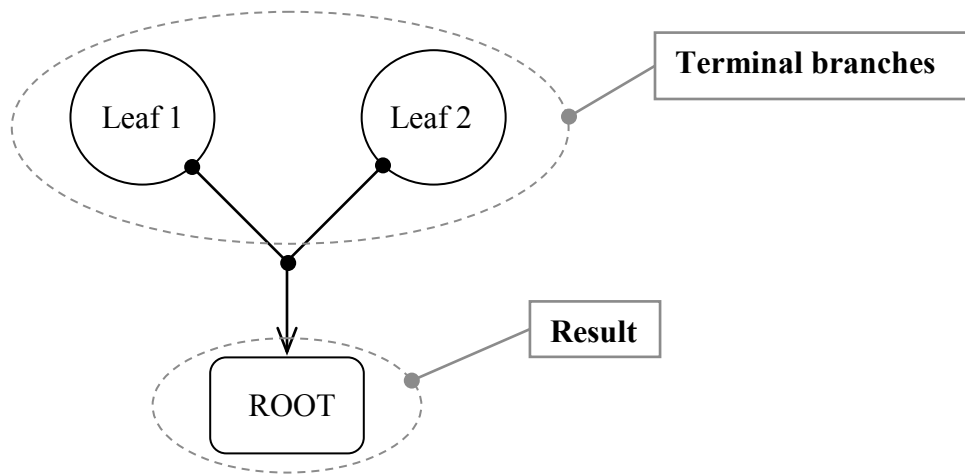 Terminal branches
Leaf 1
Leaf 2
Result
ROOT